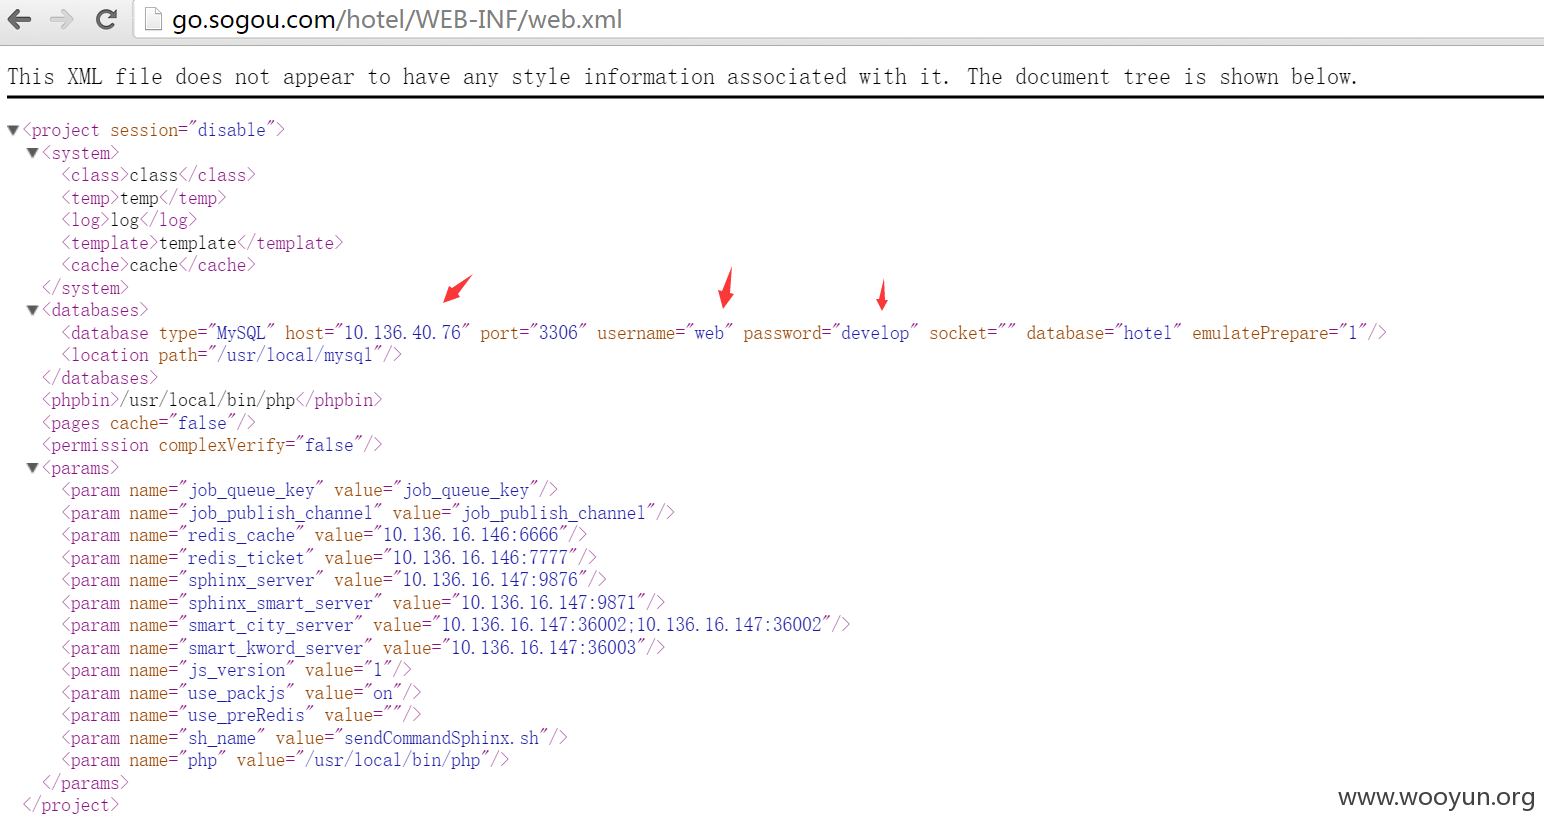 go.sogou.com/hotel/WEB-INF/web.xml
This XML file does not appear to have any style information associated with it. The document tree is shown below.
<project session="disable">
<system>
<class>class</class>
<temp>temp</temp>
<log>log</log>
<template>template</template>
<cache>cache</cache>
</system>
<databases>
<database type="MySQL" host="10.136.40.76" port="3306" username="web" password="develop" socket="" database="hotel" emulatePrepare="1"/>
<location path="/usr/local/mysql"/>
</databases>
<phpbin>/usr/local/bin/php</phpbin>
<pages cache="false"/>
<permission complexVerify="false"/>
<params>
<param name="job_queue_key" value="job_queue_key"/>
<param name="job_publish_channel" value="job_publish_channel"/>
<param name="redis_cache" value="10.136.16.146:6666"/>
<param name="redis_ticket" value="10.136.16.146:7777"/>
<param name="sphinx_server" value="10.136.16.147:9876"/>
<param name="sphinx_smart_server" value="10.136.16.147:9871"/>
<param name="smart_city_server" value="10.136.16.147:36002;10.136.16.147:36002"/>
<param name="smart_kword_server" value="10.136.16.147:36003"/>
<param name="js_version" value="1"/>
<param name="use_packjs" value="on"/>
<param name="use_preRedis" value=""/>
<param name="sh_name" value="sendCommandSphinx.sh"/>
<param name="php" value="/usr/local/bin/php"/>
</params>
</project>
www.wooyun.org